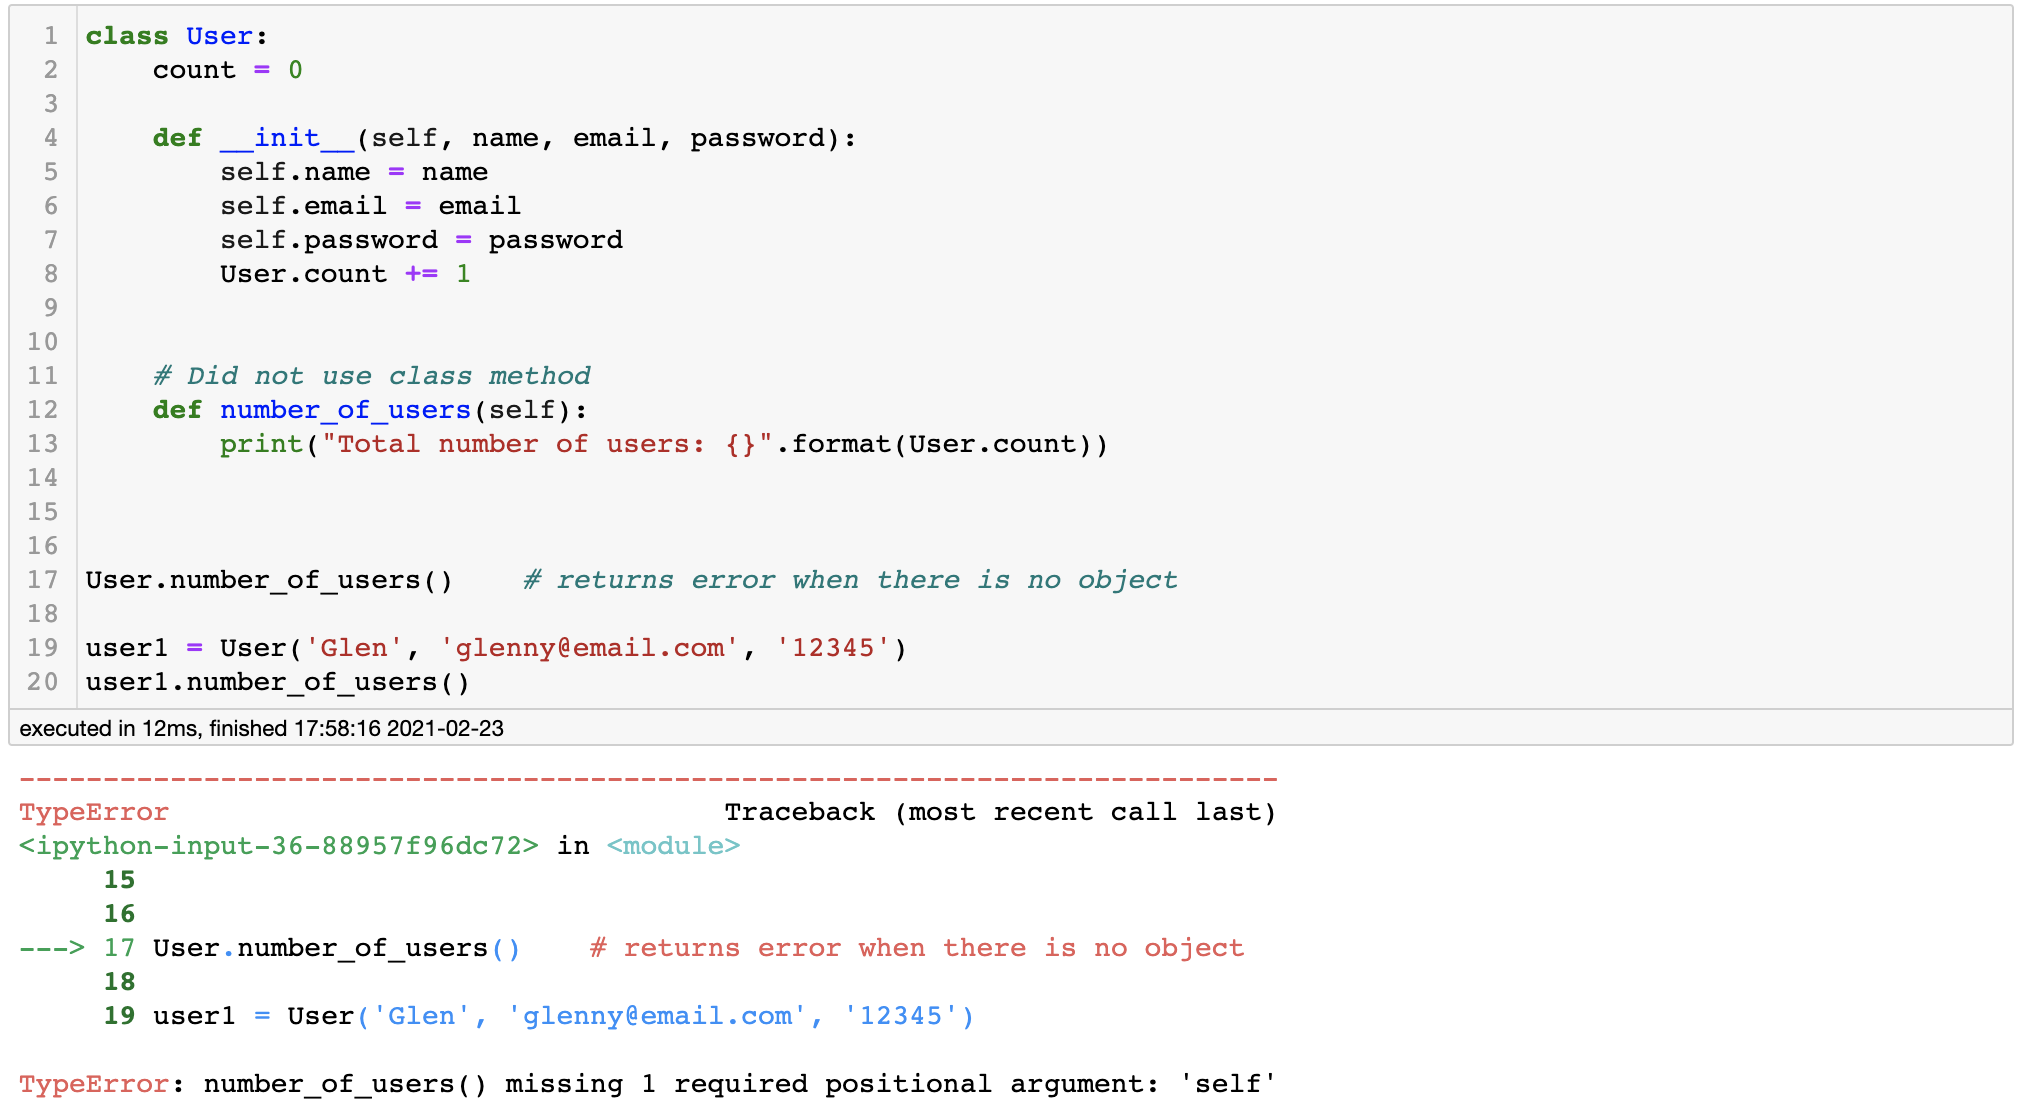 1 class User:
2     count = 0
3
4     def __init__(self, name, email, password):
5         self.name = name
6         self.email = email
7         self.password = password
8         User.count += 1
9
10
11     # Did not use class method
12     def number_of_users(self):
13         print("Total number of users: {}".format(User.count))
14
15
16
17 User.number_of_users()    # returns error when there is no object
18
19 user1 = User('Glen', 'glenny@email.com', '12345')
20 user1.number_of_users()
executed in 12ms, finished 17:58:16 2021-02-23
---------------------------------------------------------------------------
TypeError                                 Traceback (most recent call last)
<ipython-input-36-88957f96dc72> in <module>
     15
     16
---> 17 User.number_of_users()    # returns error when there is no object
     18
     19 user1 = User('Glen', 'glenny@email.com', '12345')

TypeError: number_of_users() missing 1 required positional argument: 'self'